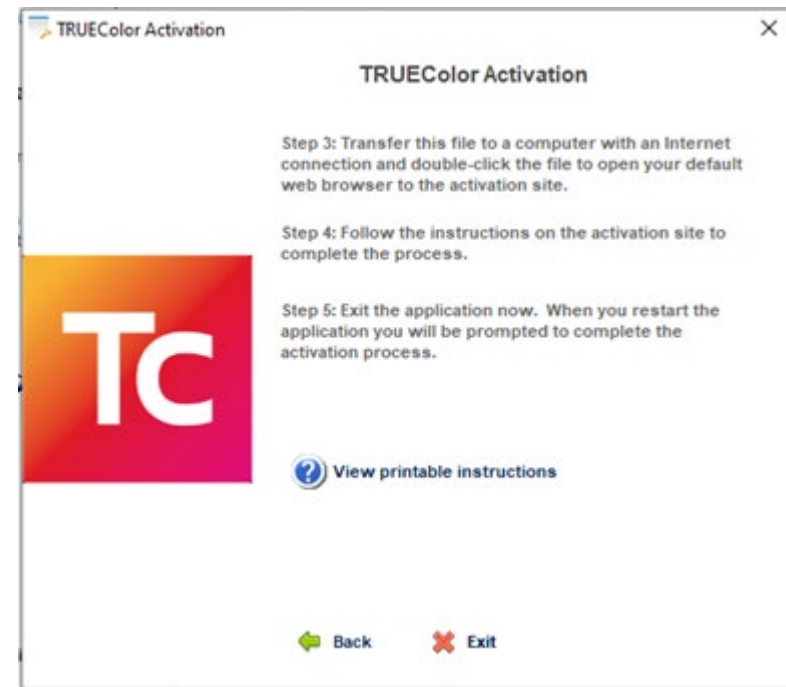 TRUEColor Activation
TRUEColor Activation
Step 3: Transfer this file to a computer with an Internet
connection and double-click the file to open your default
web browser to the activation site.
Step 4: Follow the instructions on the activation site to
complete the process.
Step 5: Exit the application now.  When you restart the
application you will be prompted to complete the
activation process.
Tc
View printable instructions
Back
Exit